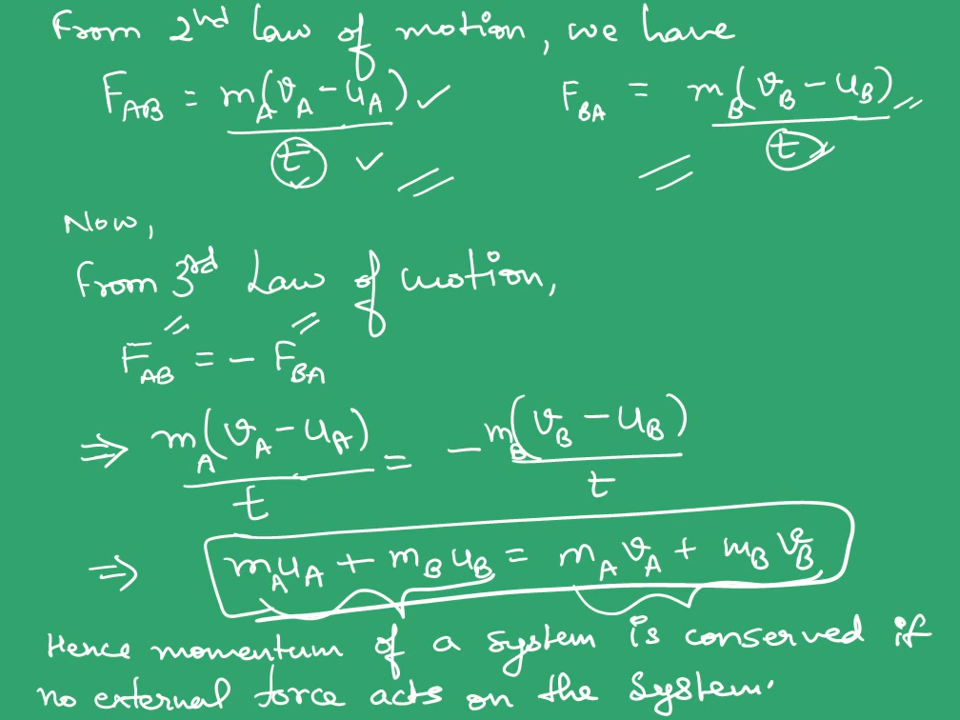 From 2nd Law of motion, we have
F_AB = m_A(v_A - u_A)/t ✓ ✓ F_BA = m_B(v_B - u_B)/t
Now,
From 3rd Law of motion,
F_AB = - F_BA
⇒ m_A(v_A - u_A)/t = - m_B(v_B - u_B)/t
⇒ m_A u_A + m_B u_B = m_A v_A + m_B v_B
Hence momentum of a system is conserved if
no external force acts on the system.